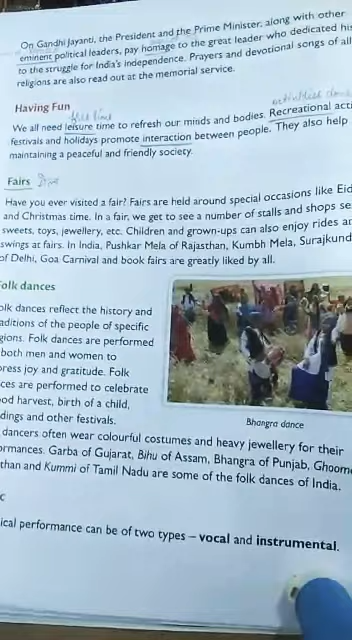 On Gandhi Jayanti, the President and the Prime Minister, along with other
eminent political leaders, pay homage to the great leader who dedicated his
to the struggle for India's independence. Prayers and devotional songs of all
religions are also read out at the memorial service.
Having Fun
free time
We all need leisure time to refresh our minds and bodies. Recreational acti
festivals and holidays promote interaction between people. They also help
maintaining a peaceful and friendly society.
Fairs
Have you ever visited a fair? Fairs are held around special occasions like Eid
and Christmas time. In a fair, we get to see a number of stalls and shops se
sweets, toys, jewellery, etc. Children and grown-ups can also enjoy rides an
swings at fairs. In India, Pushkar Mela of Rajasthan, Kumbh Mela, Surajkund
of Delhi, Goa Carnival and book fairs are greatly liked by all.
Folk dances
olk dances reflect the history and
aditions of the people of specific
gions. Folk dances are performed
both men and women to
press joy and gratitude. Folk
ces are performed to celebrate
od harvest, birth of a child,
dings and other festivals.
Bhangra dance
dancers often wear colourful costumes and heavy jewellery for their
ormances. Garba of Gujarat, Bihu of Assam, Bhangra of Punjab, Ghoom
than and Kummi of Tamil Nadu are some of the folk dances of India.
c
ical performance can be of two types – vocal and instrumental.